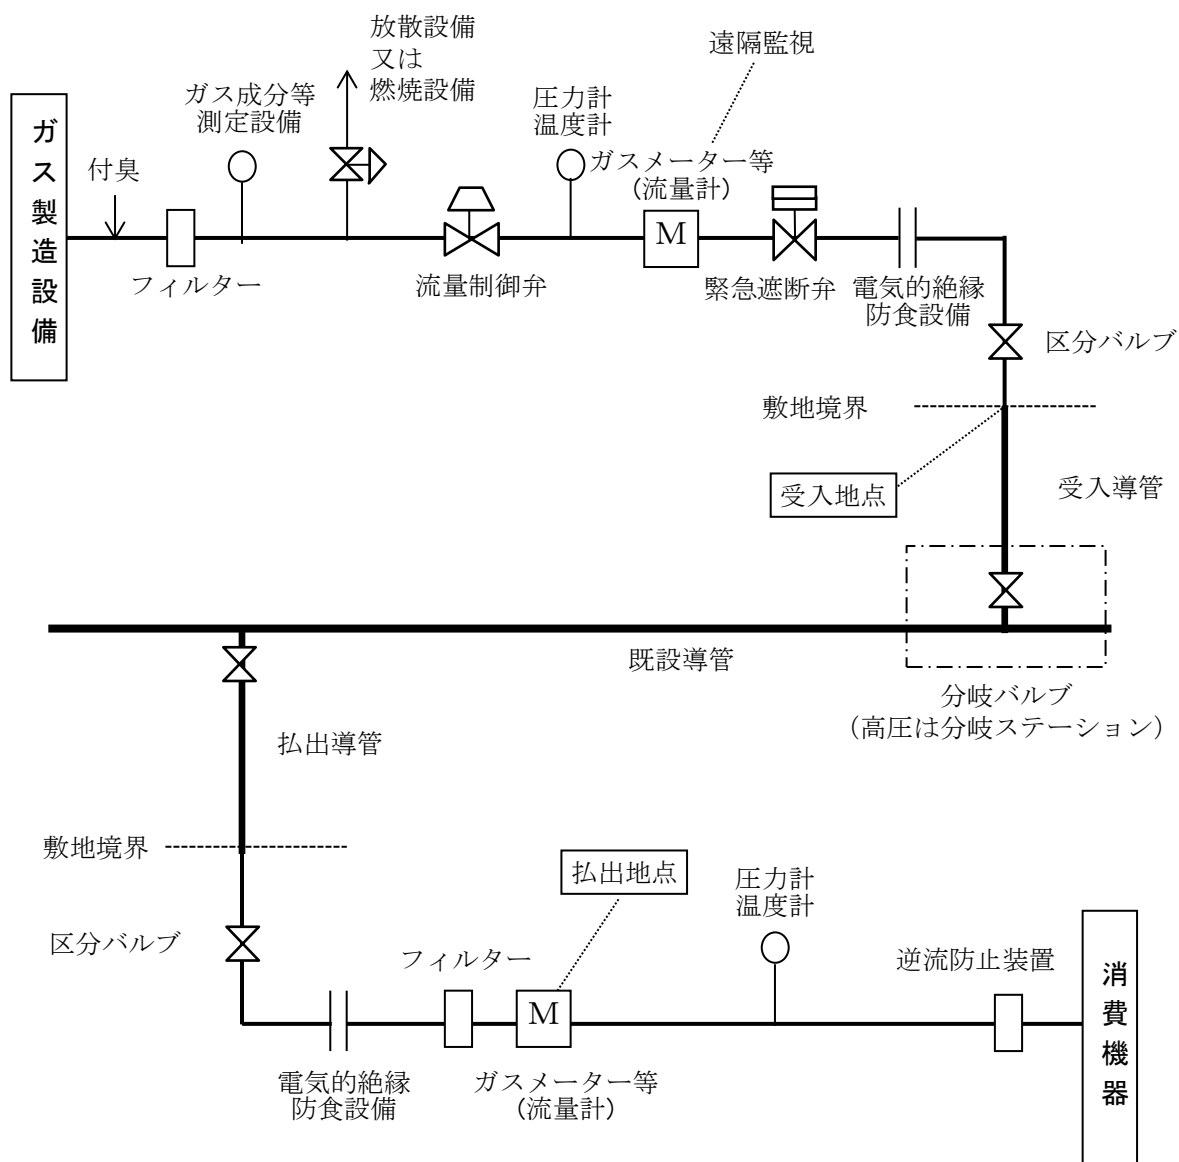 放散設備
又は
燃焼設備
遠隔監視
ガス成分等
測定設備
圧力計
温度計
ガス製造設備
付臭
ガスメーター等
(流量計)
M
フィルター
流量制御弁
緊急遮断弁
電気的絶縁
防食設備
区分バルブ
敷地境界
受入地点
受入導管
既設導管
分岐バルブ
（高圧は分岐ステーション）
払出導管
敷地境界
払出地点
圧力計
温度計
区分バルブ
フィルター
逆流防止装置
消費機器
M
電気的絶縁
防食設備
ガスメーター等
(流量計)